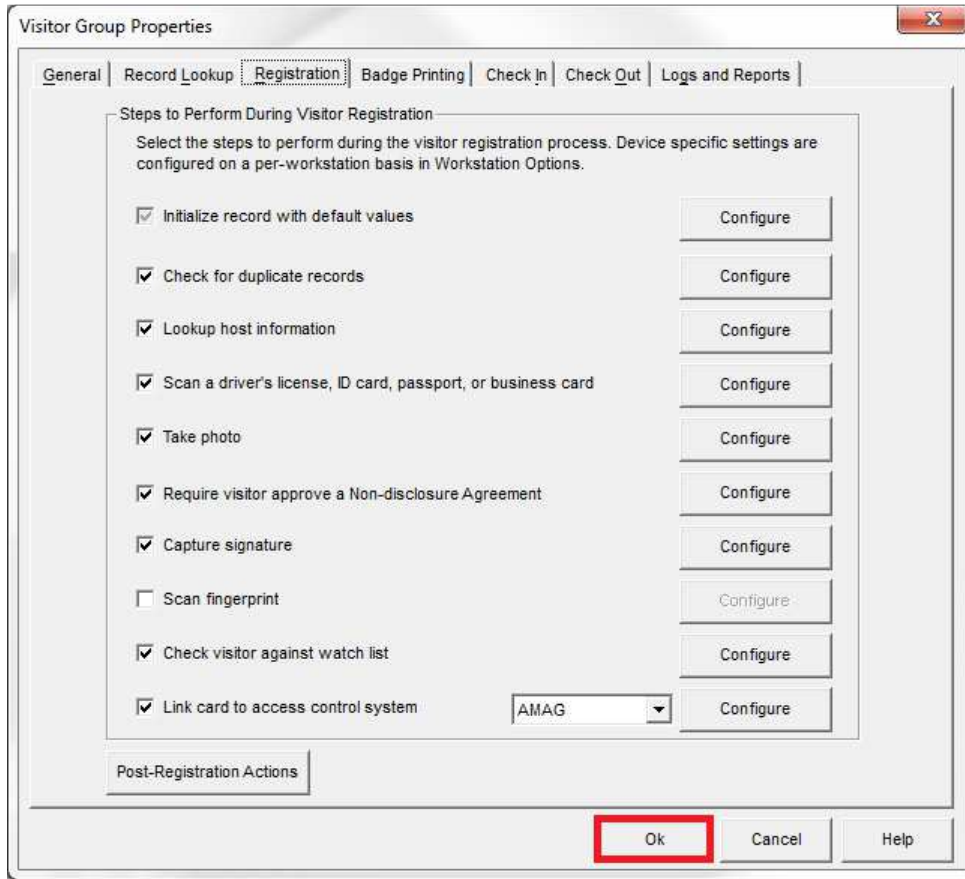 Visitor Group Properties
General Record Lookup Registration Badge Printing Check In Check Out Logs and Reports
Steps to Perform During Visitor Registration
Select the steps to perform during the visitor registration process. Device specific settings are
configured on a per-workstation basis in Workstation Options.
Initialize record with default values Configure
Check for duplicate records Configure
Lookup host information Configure
Scan a driver's license, ID card, passport, or business card Configure
Take photo Configure
Require visitor approve a Non-disclosure Agreement Configure
Capture signature Configure
Scan fingerprint Configure
Check visitor against watch list Configure
Link card to access control system AMAG Configure
Post-Registration Actions
Ok Cancel Help